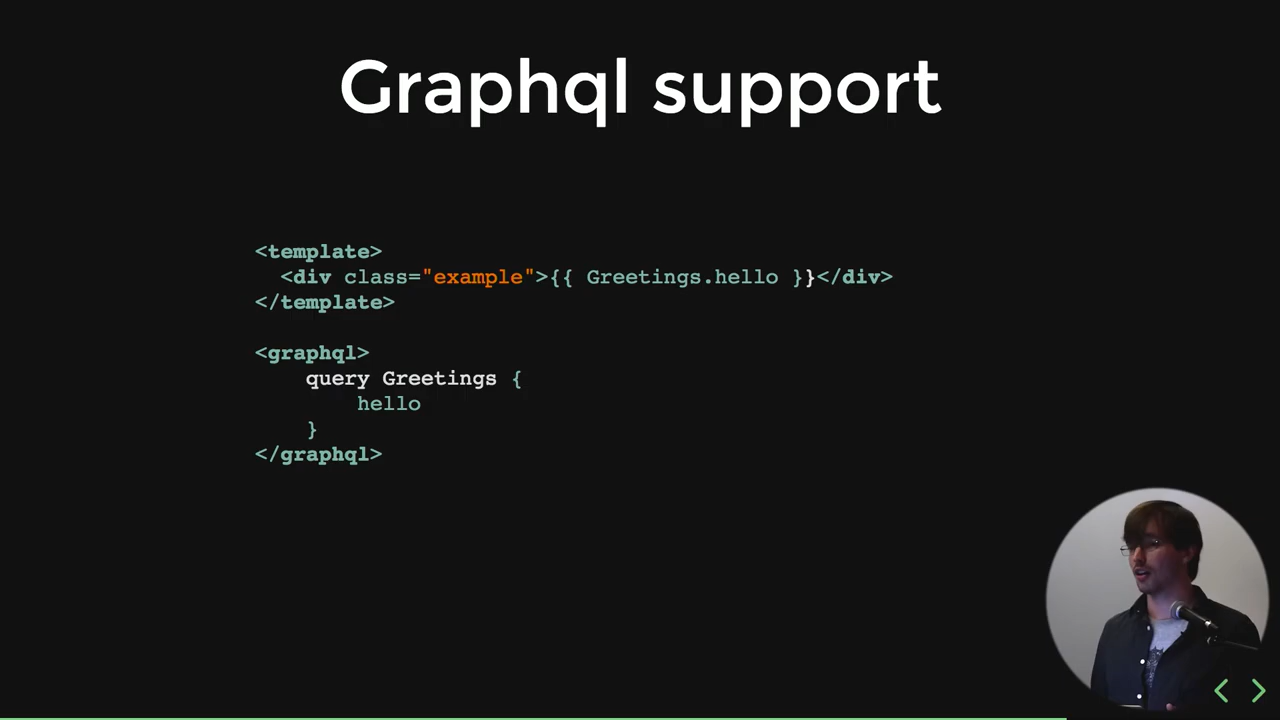 Graphql support
<template>
  <div class="example">{{ Greetings.hello }}</div>
</template>
<graphql>
    query Greetings {
        hello
    }
</graphql>